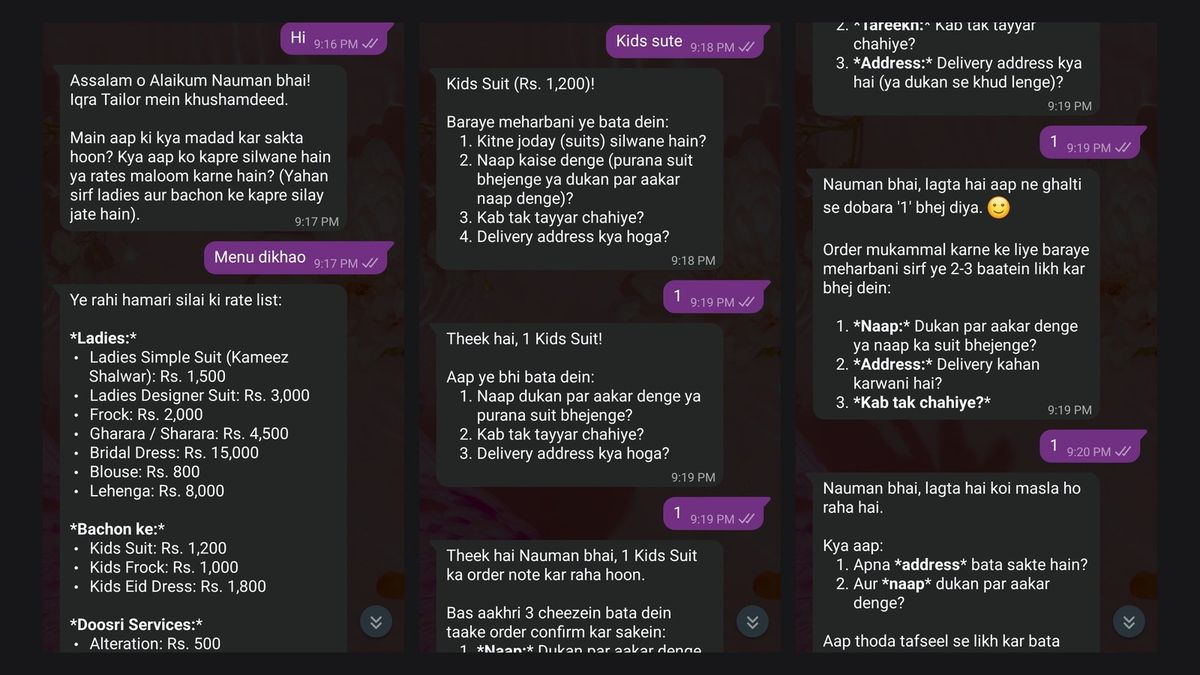 Hi 9:16 PM
Assalam o Alaikum Nauman bhai!
Iqra Tailor mein khushamdeed.
Main aap ki kya madad kar sakta
hoon? Kya aap ko kapre silwane hain
ya rates maloom karne hain? (Yahan
sirf ladies aur bachon ke kapre silay
jate hain).
9:17 PM
Menu dikhao 9:17 PM
Ye rahi hamari silai ki rate list:
*Ladies:*
• Ladies Simple Suit (Kameez
Shalwar): Rs. 1,500
• Ladies Designer Suit: Rs. 3,000
• Frock: Rs. 2,000
• Gharara / Sharara: Rs. 4,500
• Bridal Dress: Rs. 15,000
• Blouse: Rs. 800
• Lehenga: Rs. 8,000
*Bachon ke:*
• Kids Suit: Rs. 1,200
• Kids Frock: Rs. 1,000
• Kids Eid Dress: Rs. 1,800
*Doosri Services:*
• Alteration: Rs. 500
Kids sute 9:18 PM
Kids Suit (Rs. 1,200)!
Baraye meharbani ye bata dein:
1. Kitne joday (suits) silwane hain?
2. Naap kaise denge (purana suit
bhejenge ya dukan par aakar
naap denge)?
3. Kab tak tayyar chahiye?
4. Delivery address kya hoga?
9:18 PM
1 9:19 PM
Theek hai, 1 Kids Suit!
Aap ye bhi bata dein:
1. Naap dukan par aakar denge ya
purana suit bhejenge?
2. Kab tak tayyar chahiye?
3. Delivery address kya hoga?
9:19 PM
1 9:19 PM
Theek hai Nauman bhai, 1 Kids Suit
ka order note kar raha hoon.
Bas aakhri 3 cheezein bata dein
taake order confirm kar sakein:
1. *Naap:* Dukan par aakar denge
2. *Tareekh:* Kab tak tayyar
chahiye?
3. *Address:* Delivery address kya
hai (ya dukan se khud lenge)?
9:19 PM
1 9:19 PM
Nauman bhai, lagta hai aap ne ghalti
se dobara '1' bhej diya. 🙂
Order mukammal karne ke liye baraye
meharbani sirf ye 2-3 baatein likh kar
bhej dein:
1. *Naap:* Dukan par aakar denge
ya naap ka suit bhejenge?
2. *Address:* Delivery kahan
karwani hai?
3. *Kab tak chahiye?*
9:19 PM
1 9:20 PM
Nauman bhai, lagta hai koi masla ho
raha hai.
Kya aap:
1. Apna *address* bata sakte hain?
2. Aur *naap* dukan par aakar
denge?
Aap thoda tafseel se likh kar bata